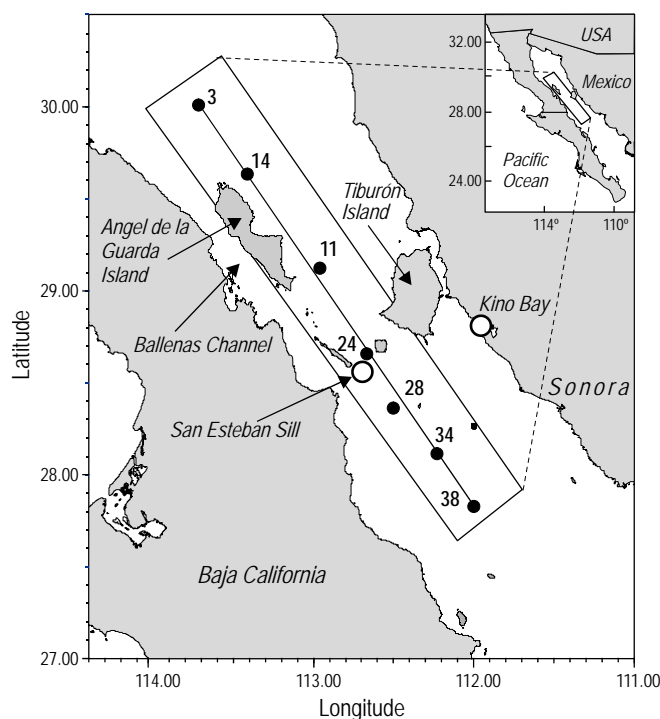 32.00
USA
Mexico
28.00
Pacific
Ocean
24.00
114°
110°
30.00
3
14
Tiburón
Island
Angel de la
Guarda
Island
11
29.00
Kino Bay
Ballenas Channel
24
Latitude
28
Sonora
San Esteban Sill
34
28.00
38
Baja California
27.00
114.00
113.00
112.00
111.00
Longitude